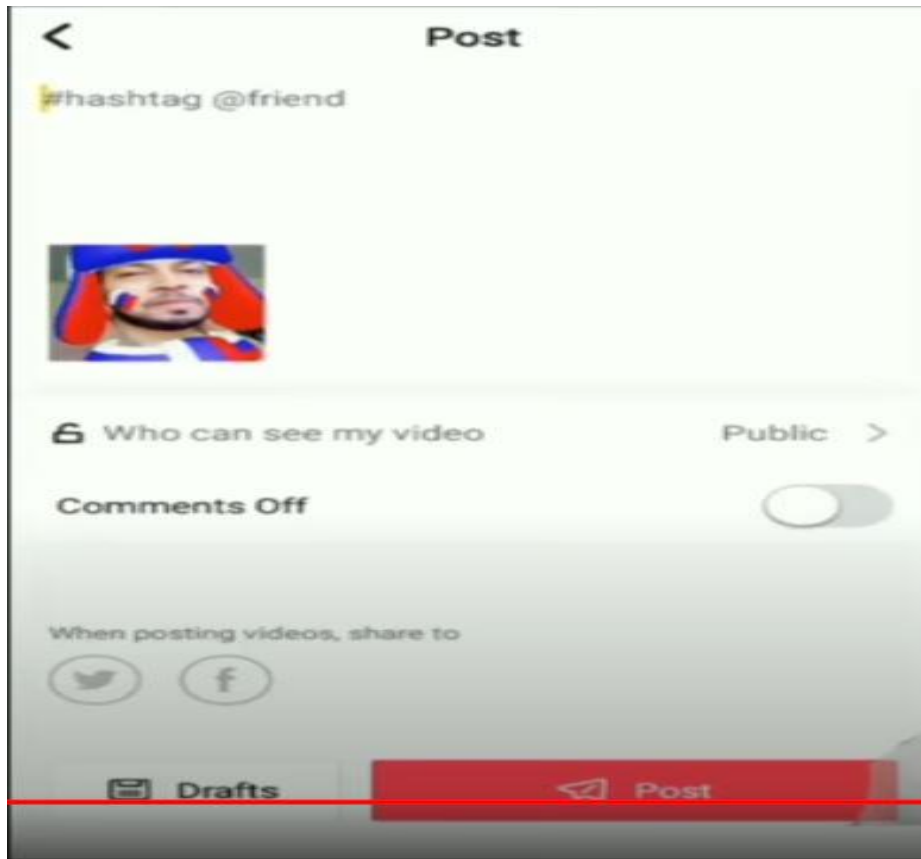 Post
#hashtag @friend
Who can see my video Public >
Comments Off
When posting videos, share to
Drafts Post